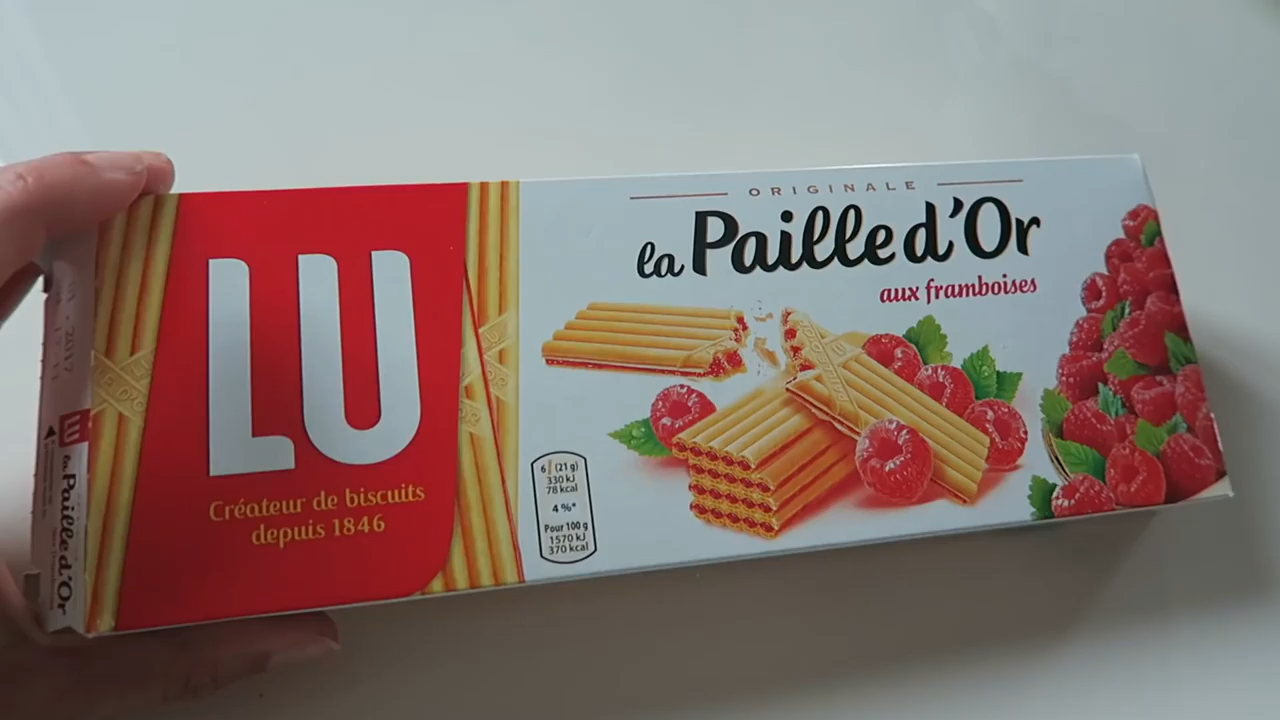 LU
Créateur de biscuits
depuis 1846
ORIGINALE
la Paille d'Or
aux framboises
6 (21 g)
330 kJ
78 kcal
4 %*
Pour 100 g
1570 kJ
370 kcal
LU
la Paille d'Or